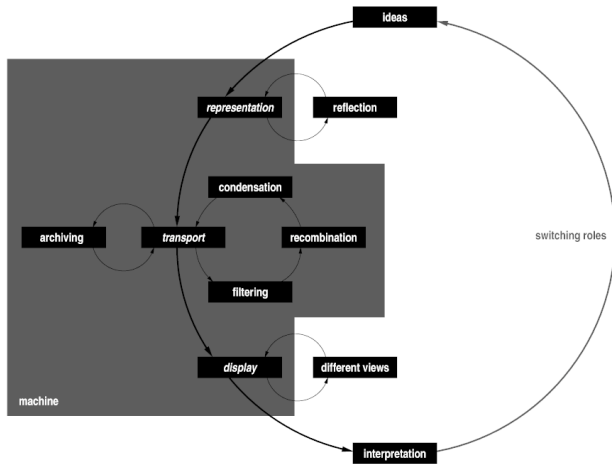 ideas
representation
reflection
condensation
archiving
transport
recombination
switching roles
filtering
display
different views
machine
interpretation